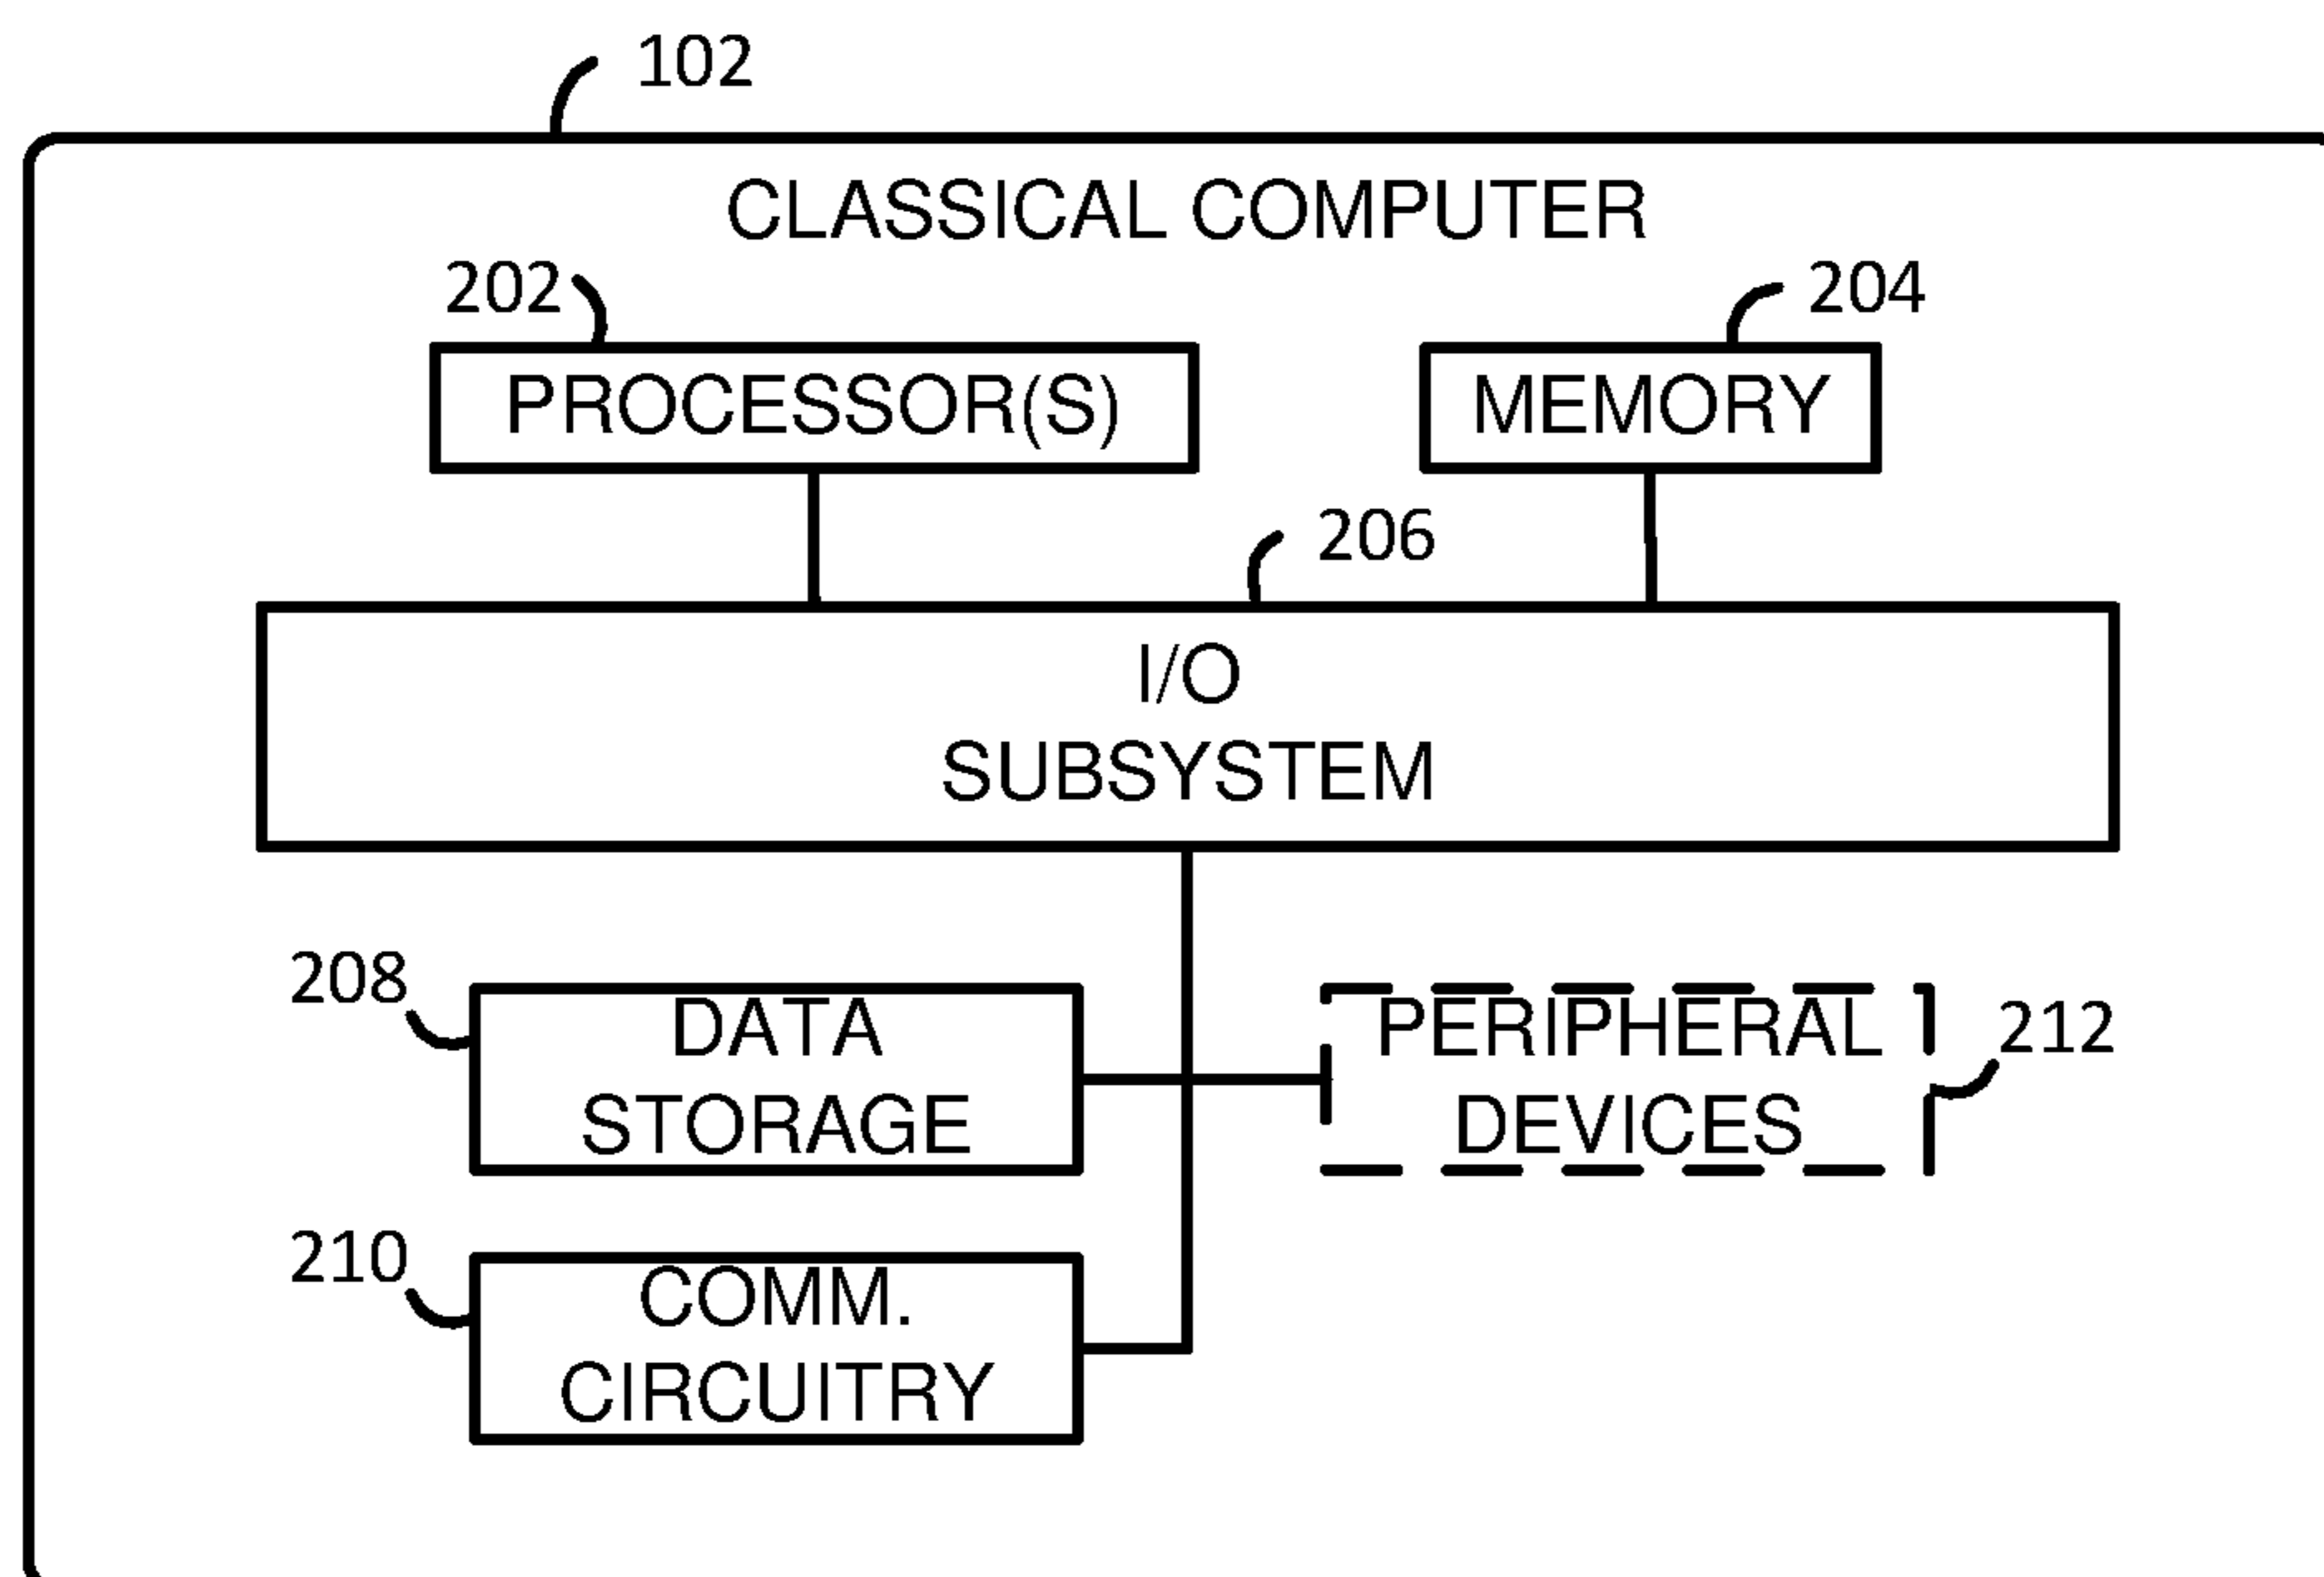 102
CLASSICAL COMPUTER
202
204
PROCESSOR(S)
MEMORY
206
I/O
SUBSYSTEM
208
DATA
STORAGE
PERIPHERAL
DEVICES
212
210
COMM.
CIRCUITRY